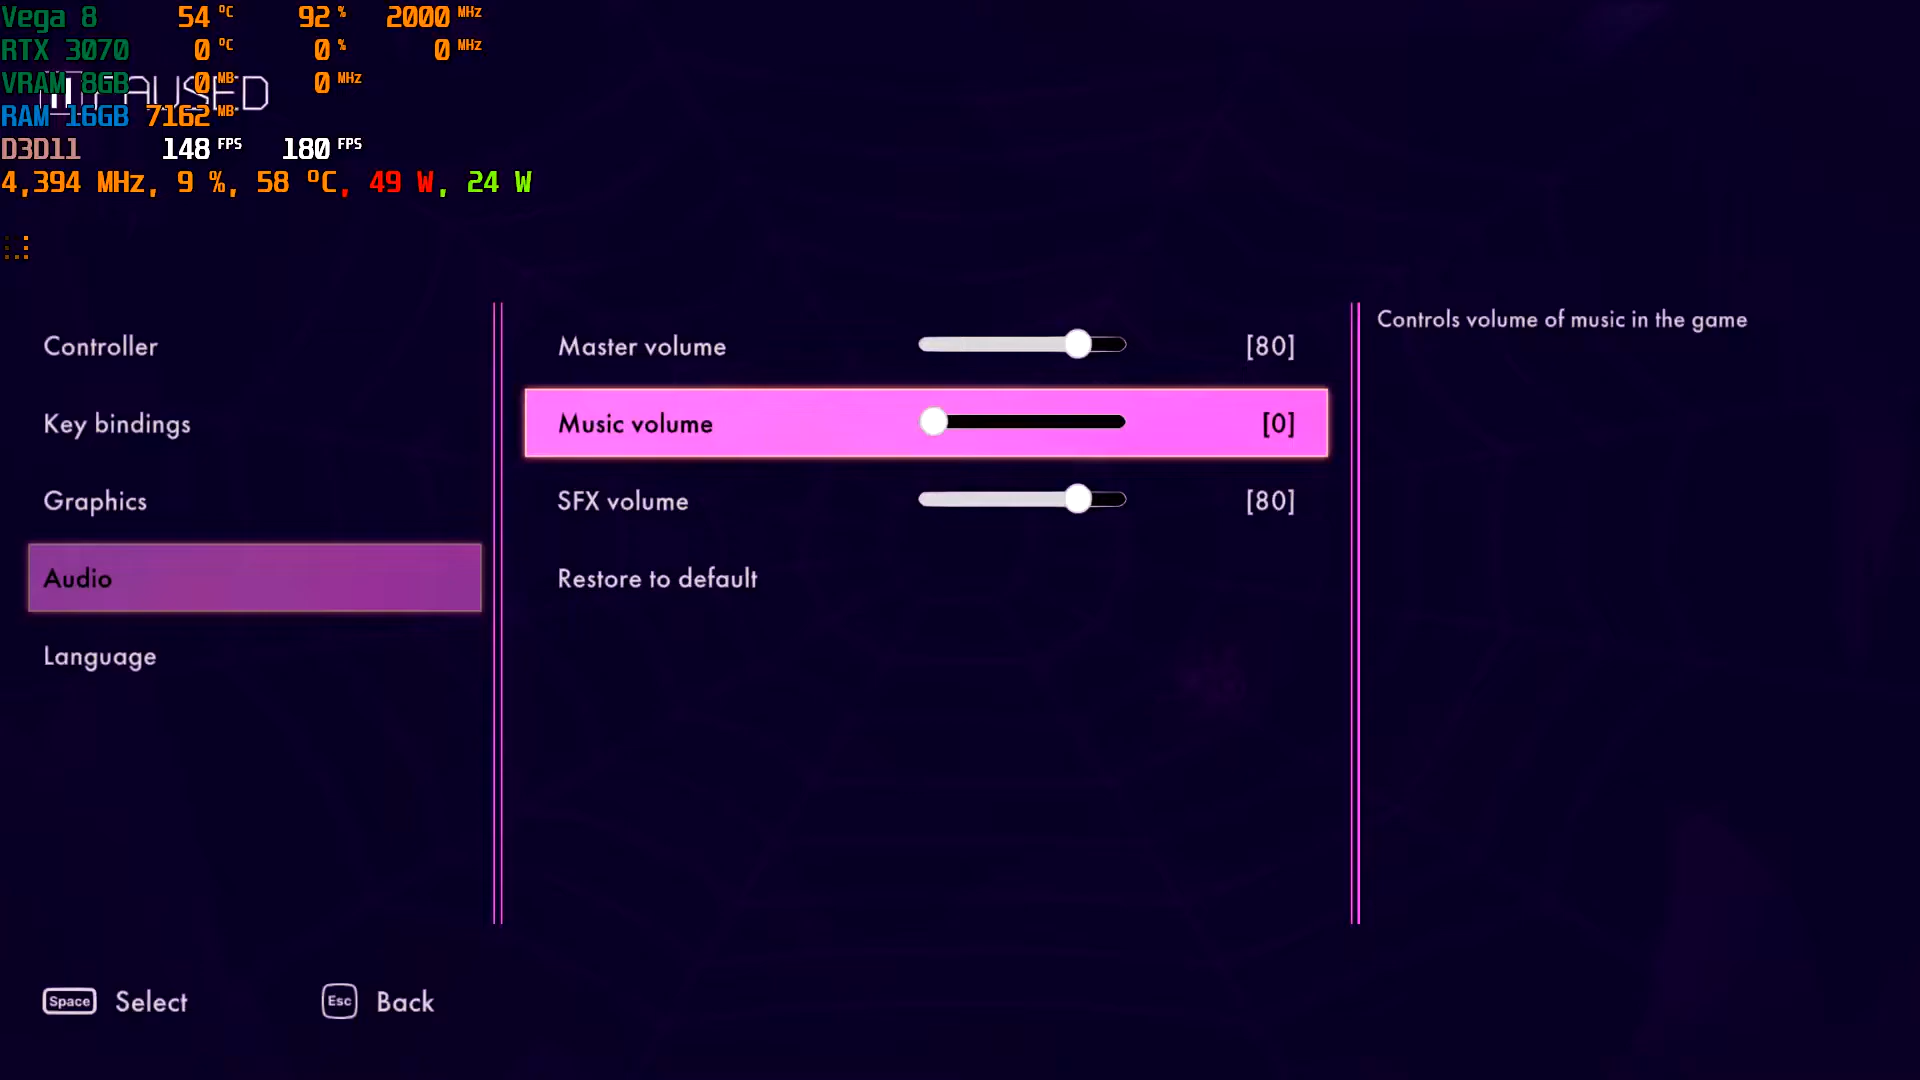 Vega 8 54 °C 92 % 2000 MHz
RTX 3070 0 °C 0 % 0 MHz
VRAM 8GB 0 MB 0 MHz
PAUSED
RAM 16GB 7162 MB
D3D11 148 FPS 180 FPS
4,394 MHz, 9 %, 58 °C, 49 W, 24 W
Controller
Key bindings
Graphics
Audio
Language
Master volume [80]
Music volume [0]
SFX volume [80]
Restore to default
Controls volume of music in the game
Space Select
Esc Back